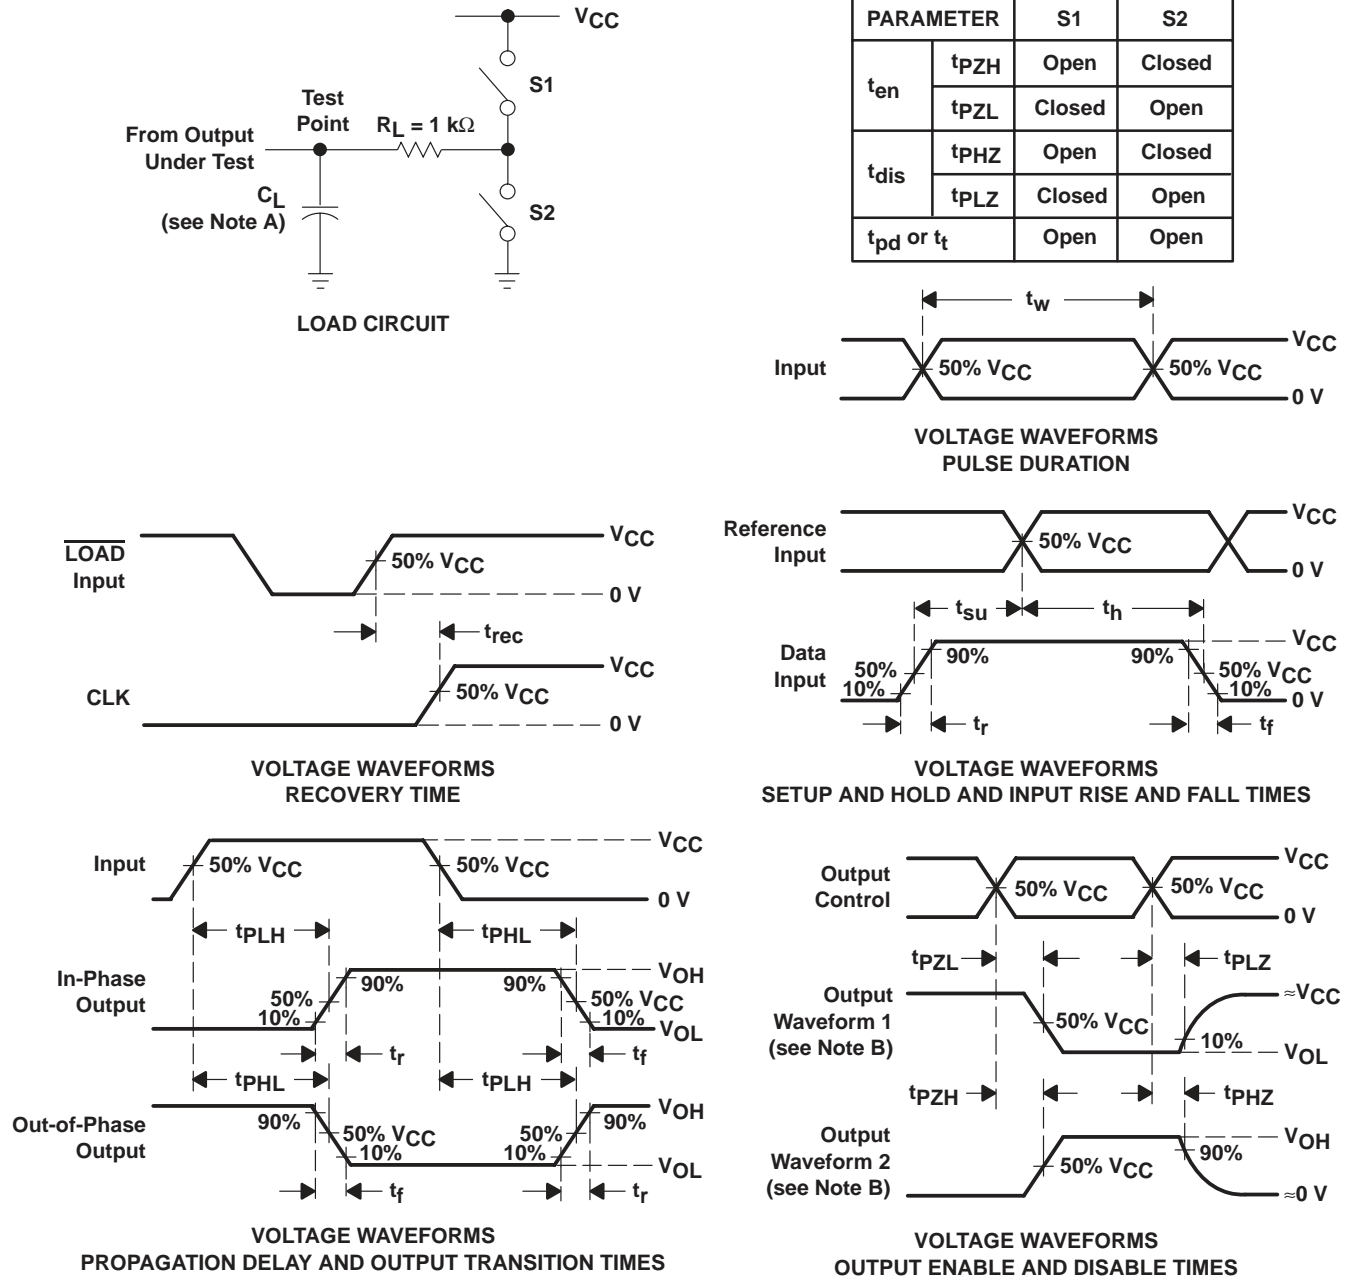 VCC
S1
Test
Point
RL = 1 kΩ
From Output
Under Test
CL
(see Note A)
S2
LOAD CIRCUIT
PARAMETER S1 S2
ten
tPZH Open Closed
tPZL Closed Open
tdis
tPHZ Open Closed
tPLZ Closed Open
tpd or tt Open Open
tw
VCC
Input
50% VCC
50% VCC
0 V
VOLTAGE WAVEFORMS
PULSE DURATION
LOAD
Input
VCC
50% VCC
0 V
trec
CLK
VCC
50% VCC
0 V
VOLTAGE WAVEFORMS
RECOVERY TIME
Reference
Input
VCC
50% VCC
0 V
tsu
th
Data
Input
VCC
90%
90%
50%
50% VCC
10%
10%
0 V
tr
tf
VOLTAGE WAVEFORMS
SETUP AND HOLD AND INPUT RISE AND FALL TIMES
Input
VCC
50% VCC
50% VCC
0 V
tPLH
tPHL
In-Phase
Output
VOH
90%
90%
50%
50% VCC
10%
10%
VOL
tr
tf
tPHL
tPLH
Out-of-Phase
Output
VOH
90%
90%
50% VCC
50%
10%
10%
VOL
tf
tr
VOLTAGE WAVEFORMS
PROPAGATION DELAY AND OUTPUT TRANSITION TIMES
Output
Control
VCC
50% VCC
50% VCC
0 V
tPZL
tPLZ
Output
Waveform 1
(see Note B)
≈VCC
50% VCC
10%
VOL
tPZH
tPHZ
Output
Waveform 2
(see Note B)
VOH
50% VCC
90%
≈0 V
VOLTAGE WAVEFORMS
OUTPUT ENABLE AND DISABLE TIMES